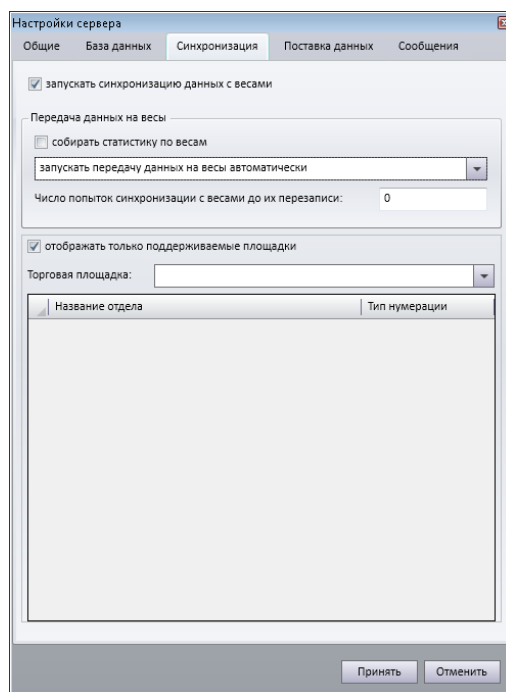 Настройки сервера
Общие База данных Синхронизация Поставка данных Сообщения
запускать синхронизацию данных с весами
Передача данных на весы
собирать статистику по весам
запускать передачу данных на весы автоматически
Число попыток синхронизации с весами до их перезаписи: 0
отображать только поддерживаемые площадки
Торговая площадка:
Название отдела Тип нумерации
Принять Отменить